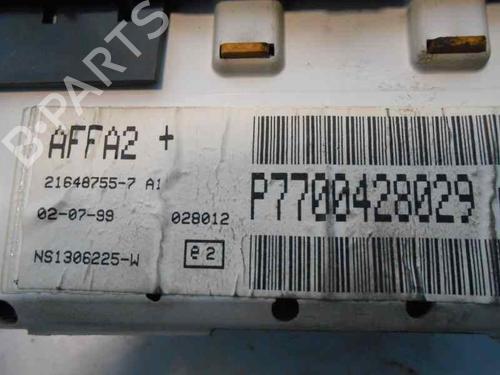 AFFA2 +
21648755-7 A1
02-07-99 028012
NS1306225-W e2
P7700428029
B-PARTS